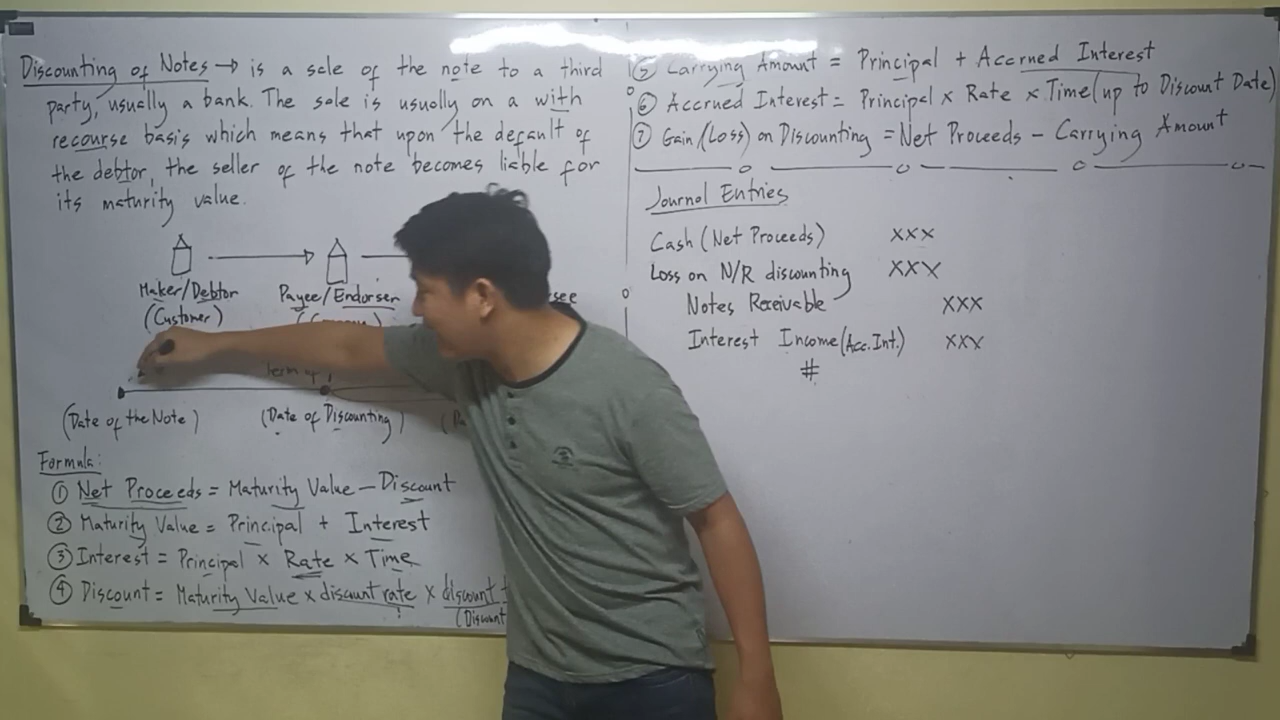 Discounting of Notes → is a sale of the note to a third
party, usually a bank. The sale is usually on a with
recourse basis which means that upon the default of
the debtor, the seller of the note becomes liable for
its maturity value.
Maker/Debtor
(Customer)
Payee/Endorser
(Date of the Note)
(Date of Discounting)
Formula:
① Net Proceeds = Maturity Value - Discount
② Maturity Value = Principal + Interest
③ Interest = Principal × Rate × Time
④ Discount = Maturity Value × discount rate × discount
(Discount
⑤ Carrying Amount = Principal + Accrued Interest
⑥ Accrued Interest = Principal × Rate × Time (up to Discount Date)
⑦ Gain/(Loss) on Discounting = Net Proceeds - Carrying Amount
Journal Entries
Cash (Net Proceeds) xxx
Loss on N/R discounting xxx
Notes Receivable xxx
Interest Income (Acc. Int.) xxx
#